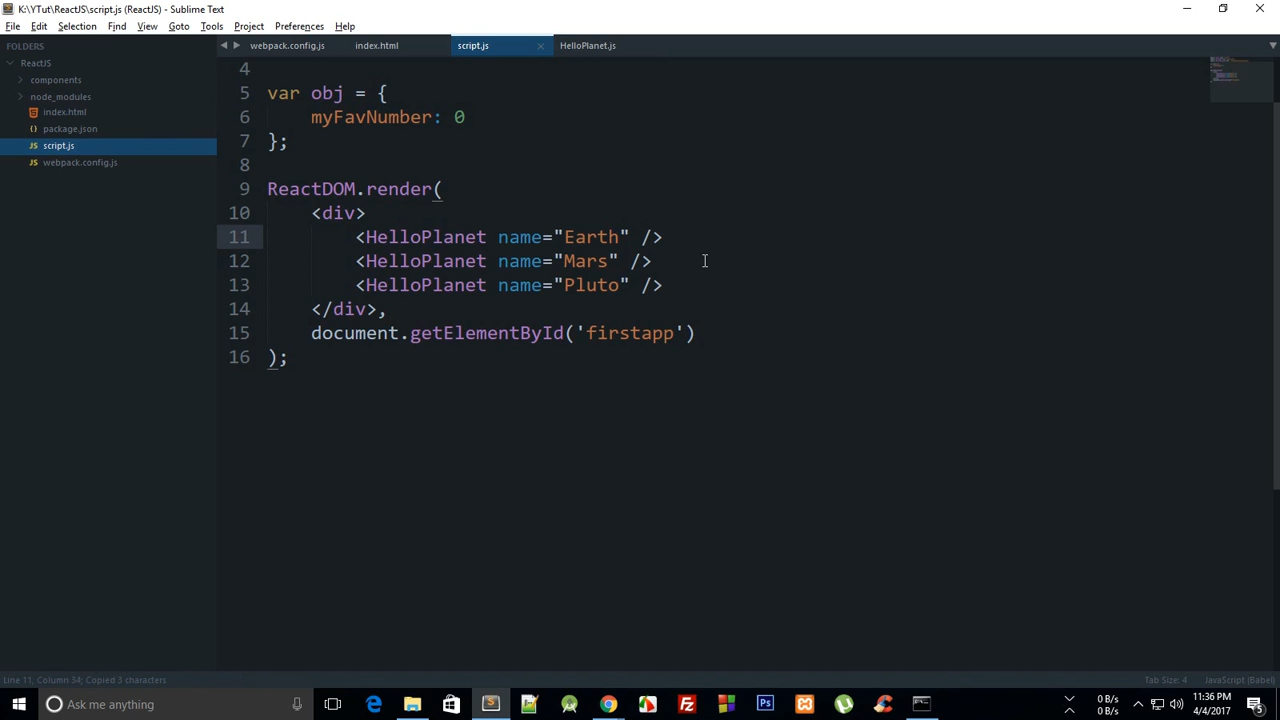 K:\YTut\ReactJS\script.js (ReactJS) - Sublime Text
File Edit Selection Find View Goto Tools Project Preferences Help
FOLDERS
ReactJS
components
node_modules
index.html
package.json
script.js
webpack.config.js
webpack.config.js index.html script.js HelloPlanet.js
4
5 var obj = {
6 myFavNumber: 0
7 };
8
9 ReactDOM.render(
10 <div>
11 <HelloPlanet name="Earth" />
12 <HelloPlanet name="Mars" />
13 <HelloPlanet name="Pluto" />
14 </div>,
15 document.getElementById('firstapp')
16 );
Line 11, Column 34; Copied 3 characters Tab Size: 4 JavaScript (Babel)
Ask me anything
0 B/s
0 B/s
11:36 PM
4/4/2017
5